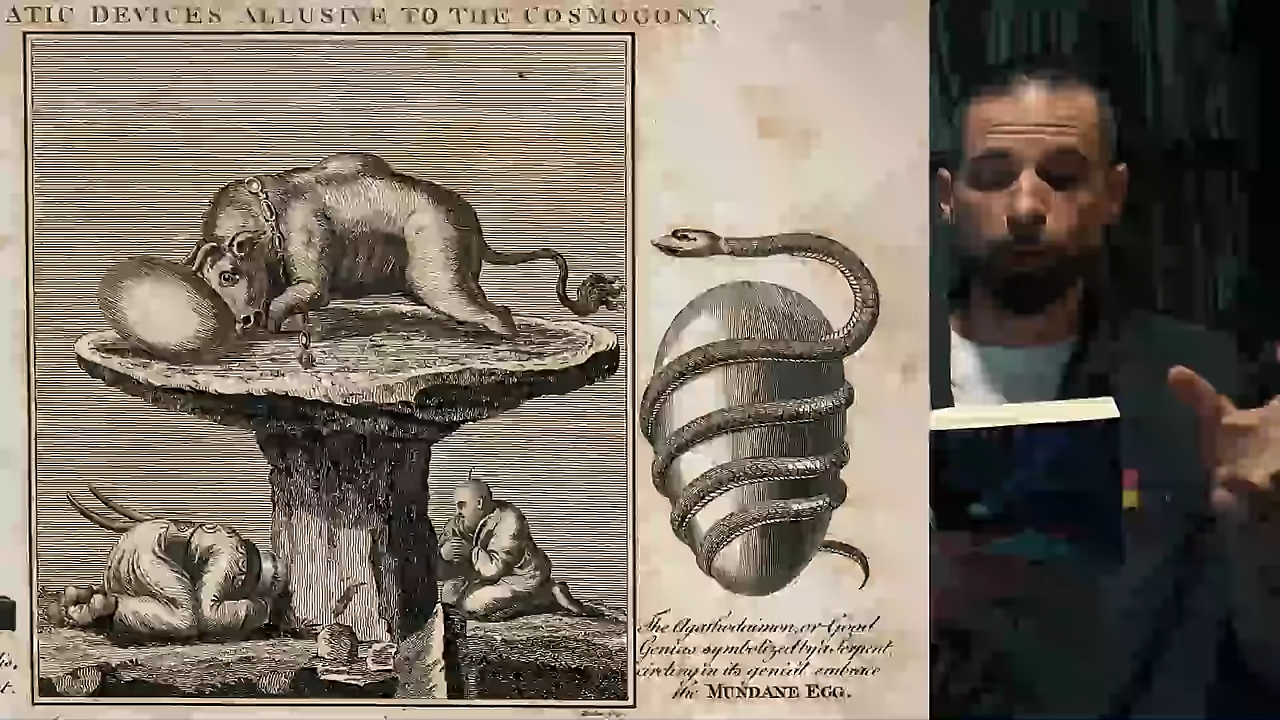 ATIC DEVICES ALLUSIVE TO THE COSMOGONY.
The Agathodaimon, or Good
Genius symbolized by a Serpent,
circling in its genial embrace
the MUNDANE EGG.